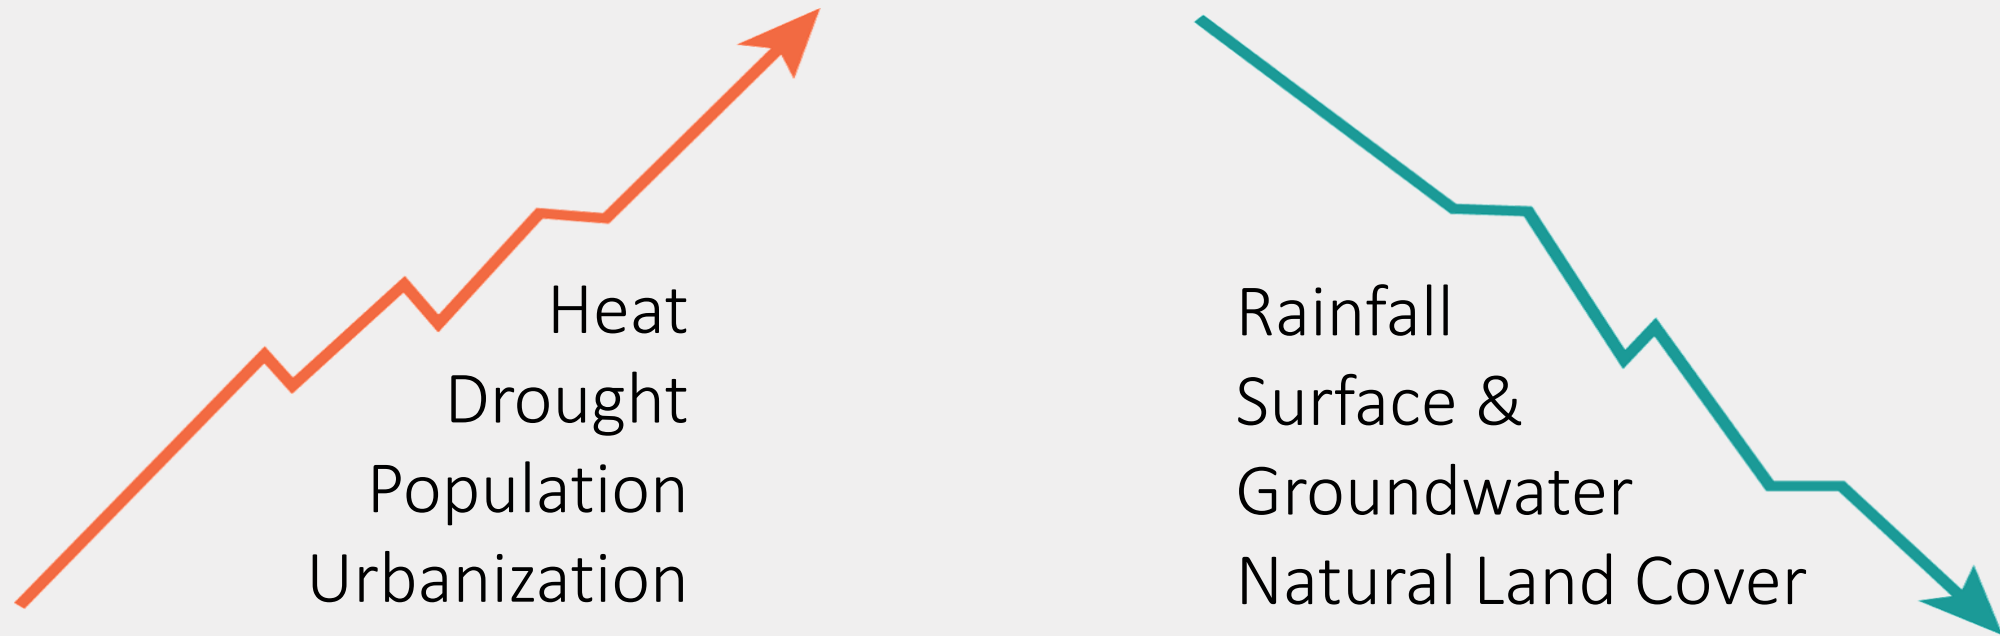 Heat
Drought
Population
Urbanization
Rainfall
Surface &
Groundwater
Natural Land Cover